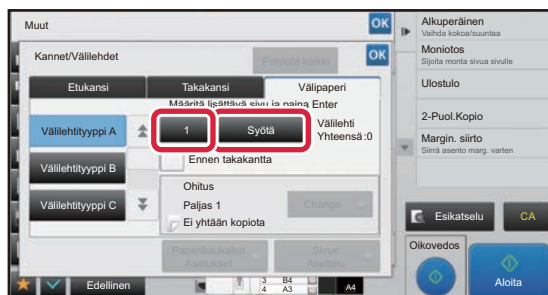 Muut
OK
Kannet/Välilehdet
Peruuta kaikki
OK
Etukansi
Takakansi
Välipaperi
Määritä lisättävä sivu ja paina Enter
Välilehtityyppi A
1
Syötä
Välilehti
Yhteensä:0
Välilehtityyppi B
Ennen takakantta
Välilehtityyppi C
Ohitus
Paljas 1
Ei yhtään kopiota
Change
Paperikaukalon
Asetukset
Sivun
Asettelu
Edellinen
3 B4
4 A3
A4
Alkuperäinen
Vaihda kokoa/suuntaa
Moniotos
Sijoita monta sivua sivulle
Ulostulo
2-Puol.Kopio
Margin. siirto
Siirrä asento marg. varten
Esikatselu
CA
Oikovedos
Aloita